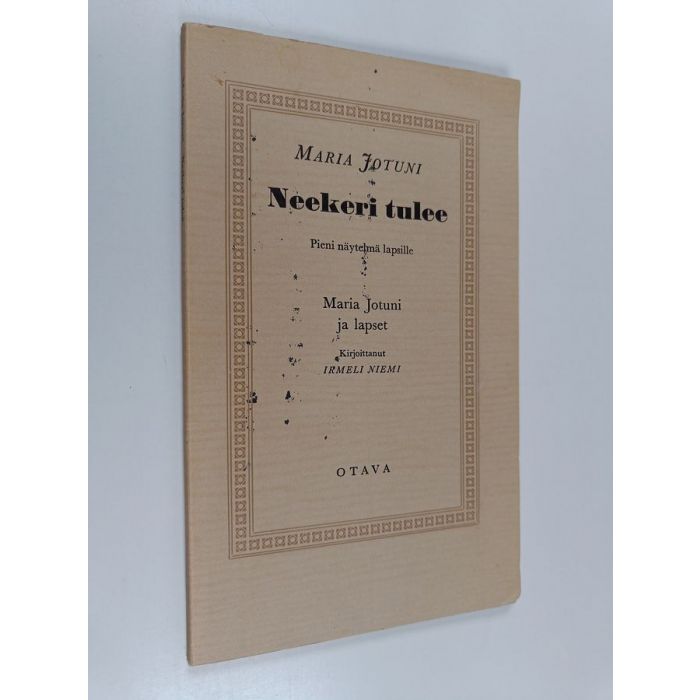 MARIA JOTUNI
Neekeri tulee
Pieni näytelmä lapsille
Maria Jotuni
ja lapset
Kirjoittanut
IRMELI NIEMI
OTAVA